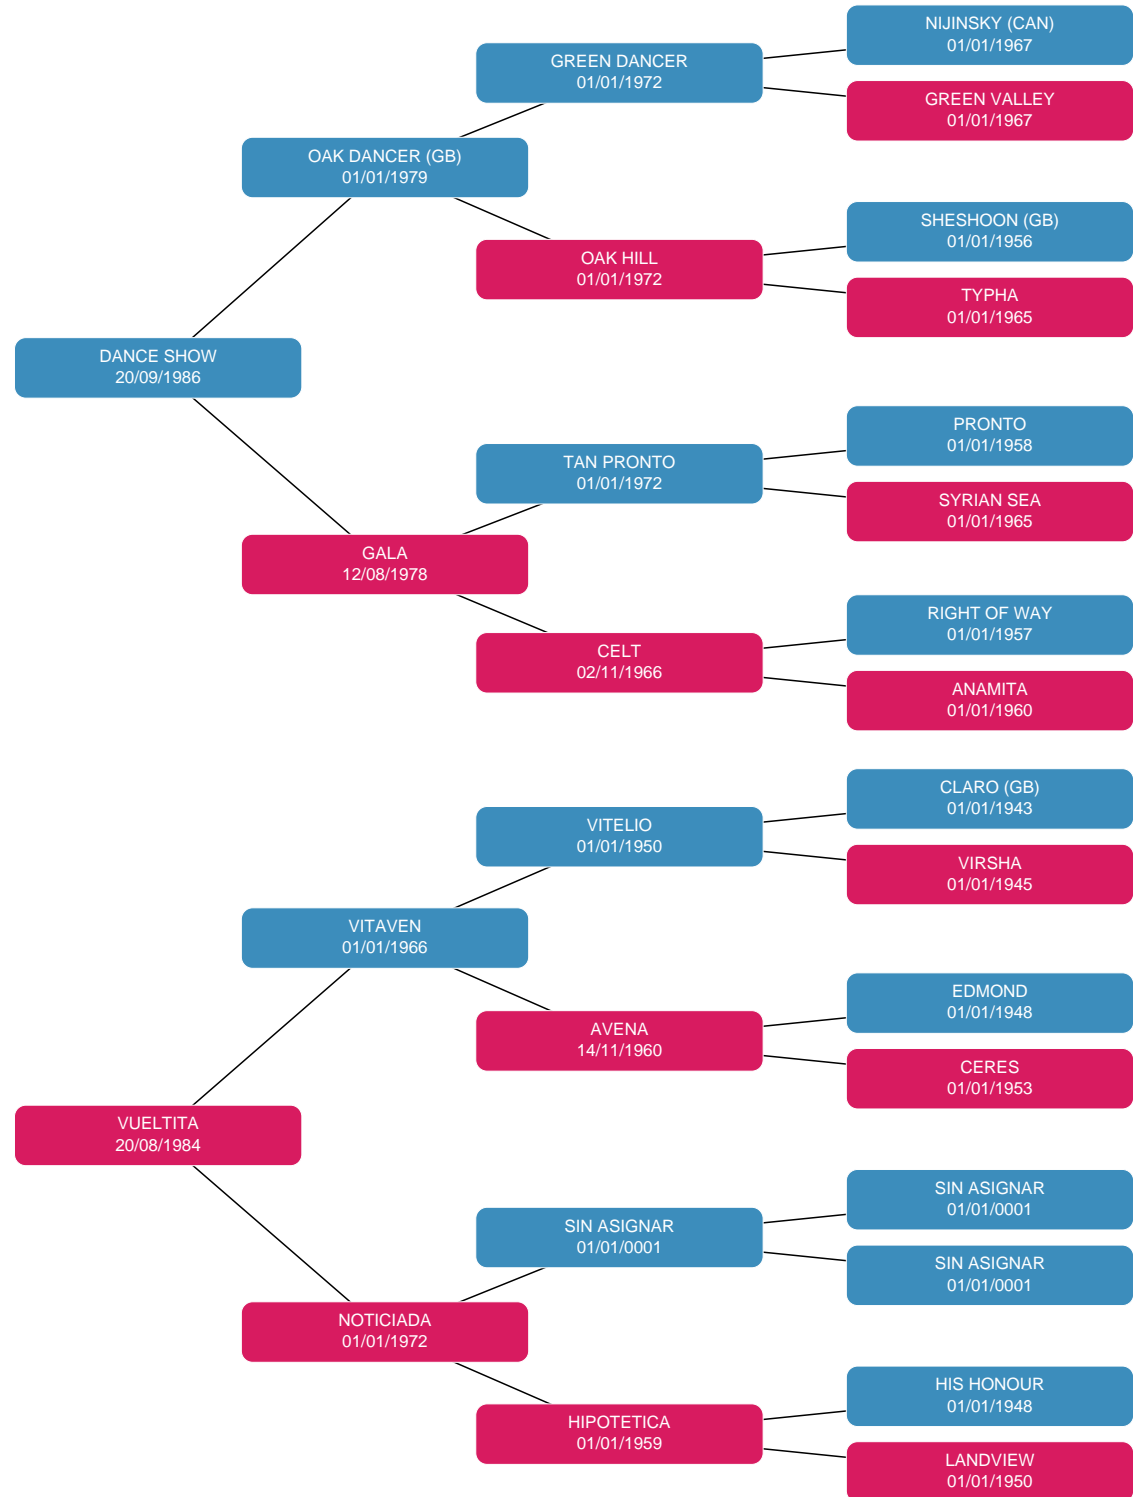 NIJINSKY (CAN)
01/01/1967
GREEN DANCER
01/01/1972
GREEN VALLEY
01/01/1967
OAK DANCER (GB)
01/01/1979
SHESHOON (GB)
01/01/1956
OAK HILL
01/01/1972
TYPHA
01/01/1965
DANCE SHOW
20/09/1986
PRONTO
01/01/1958
TAN PRONTO
01/01/1972
SYRIAN SEA
01/01/1965
GALA
12/08/1978
RIGHT OF WAY
01/01/1957
CELT
02/11/1966
ANAMITA
01/01/1960
CLARO (GB)
01/01/1943
VITELIO
01/01/1950
VIRSHA
01/01/1945
VITAVEN
01/01/1966
EDMOND
01/01/1948
AVENA
14/11/1960
CERES
01/01/1953
VUELTITA
20/08/1984
SIN ASIGNAR
01/01/0001
SIN ASIGNAR
01/01/0001
SIN ASIGNAR
01/01/0001
NOTICIADA
01/01/1972
HIS HONOUR
01/01/1948
HIPOTETICA
01/01/1959
LANDVIEW
01/01/1950